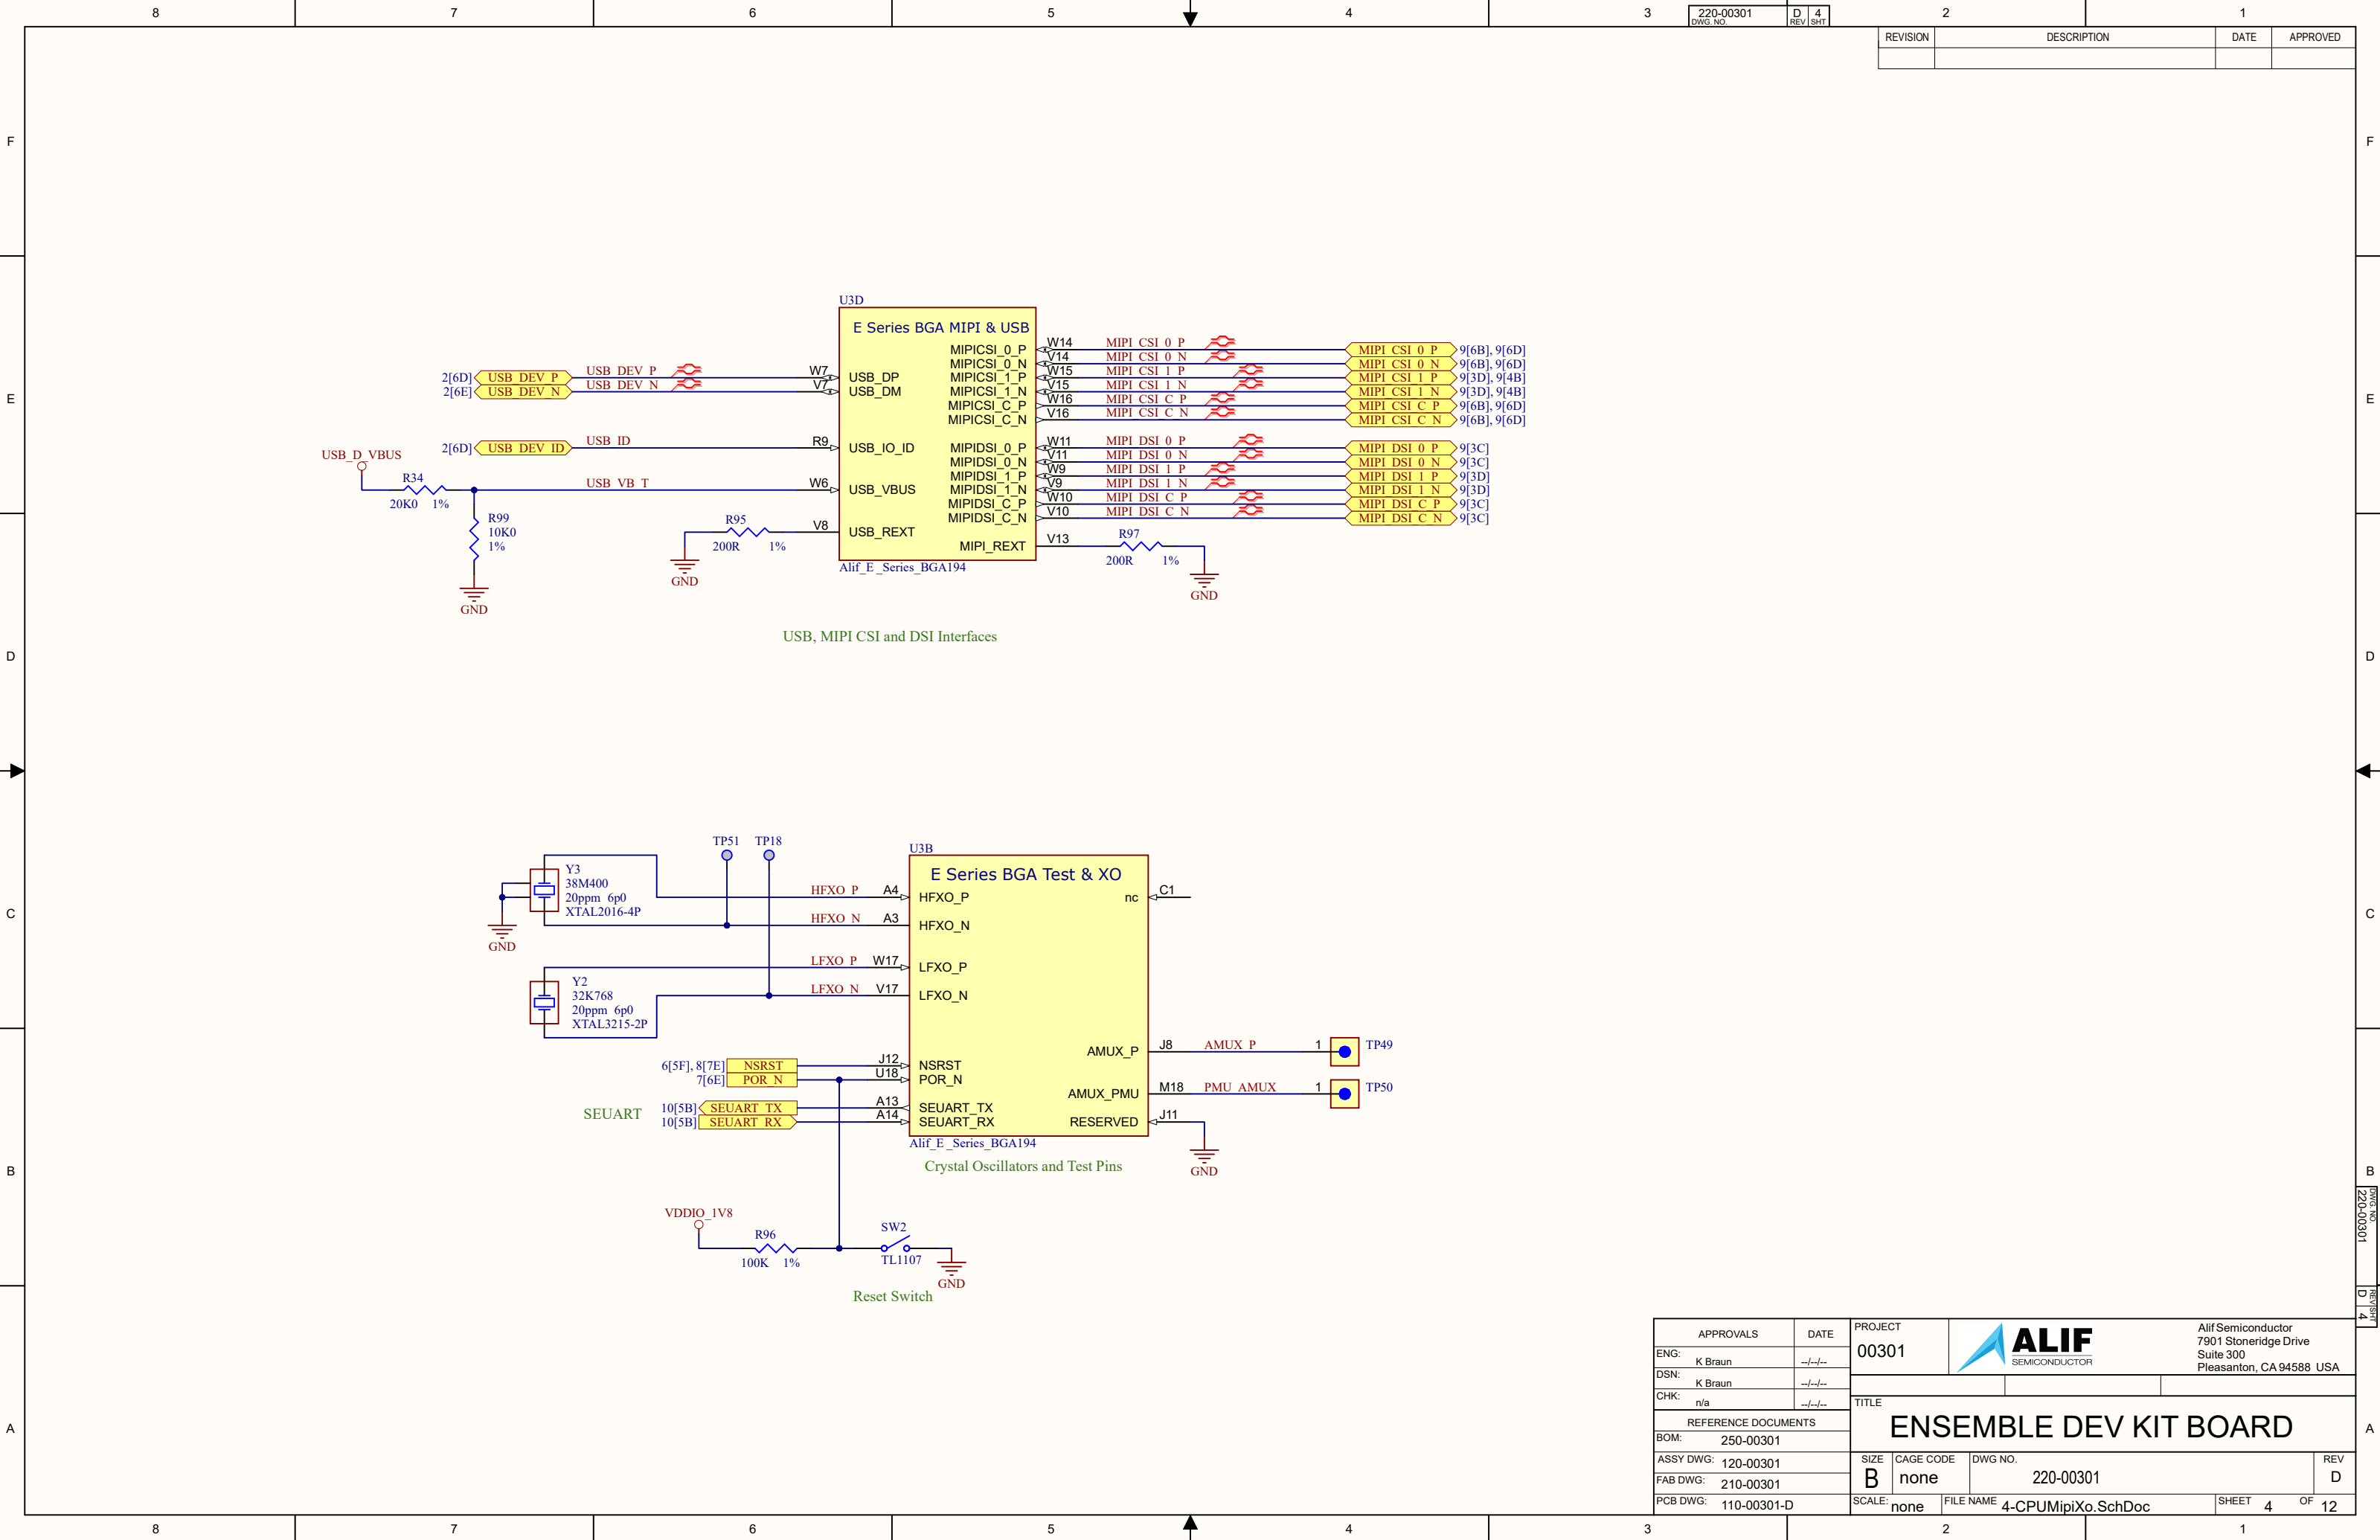 8 7 6 5 4 3 2 1
220-00301 D 4
DWG. NO. REV SHT
REVISION DESCRIPTION DATE APPROVED
F F
E E
D D
C C
B B
A A
U3D
E Series BGA MIPI & USB
MIPICSI_0_P W14 MIPI_CSI_0_P MIPI_CSI_0_P 9[6B], 9[6D]
MIPICSI_0_N V14 MIPI_CSI_0_N MIPI_CSI_0_N 9[6B], 9[6D]
2[6D] USB_DEV_P USB_DEV_P W7 USB_DP MIPICSI_1_P W15 MIPI_CSI_1_P MIPI_CSI_1_P 9[3D], 9[4B]
2[6E] USB_DEV_N USB_DEV_N V7 USB_DM MIPICSI_1_N V15 MIPI_CSI_1_N MIPI_CSI_1_N 9[3D], 9[4B]
MIPICSI_C_P W16 MIPI_CSI_C_P MIPI_CSI_C_P 9[6B], 9[6D]
MIPICSI_C_N V16 MIPI_CSI_C_N MIPI_CSI_C_N 9[6B], 9[6D]
2[6D] USB_DEV_ID USB_ID R9 USB_IO_ID MIPIDSI_0_P W11 MIPI_DSI_0_P MIPI_DSI_0_P 9[3C]
MIPIDSI_0_N V11 MIPI_DSI_0_N MIPI_DSI_0_N 9[3C]
MIPIDSI_1_P W9 MIPI_DSI_1_P MIPI_DSI_1_P 9[3D]
USB_D_VBUS
R34
20K0 1%
USB_VB_T W6 USB_VBUS MIPIDSI_1_N V9 MIPI_DSI_1_N MIPI_DSI_1_N 9[3D]
MIPIDSI_C_P W10 MIPI_DSI_C_P MIPI_DSI_C_P 9[3C]
MIPIDSI_C_N V10 MIPI_DSI_C_N MIPI_DSI_C_N 9[3C]
R99
10K0
1%
GND
R95
200R 1%
GND
V8 USB_REXT
MIPI_REXT V13
R97
200R 1%
GND
Alif_E_Series_BGA194
USB, MIPI CSI and DSI Interfaces
TP51 TP18
U3B
E Series BGA Test & XO
Y3
38M400
20ppm 6p0
XTAL2016-4P
GND
HFXO_P A4 HFXO_P nc C1
HFXO_N A3 HFXO_N
LFXO_P W17 LFXO_P
Y2
32K768
20ppm 6p0
XTAL3215-2P
LFXO_N V17 LFXO_N
AMUX_P J8 AMUX_P 1 TP49
6[5F], 8[7E] NSRST J12 NSRST
7[6E] POR_N U18 POR_N
AMUX_PMU M18 PMU_AMUX 1 TP50
SEUART
10[5B] SEUART_TX A13 SEUART_TX
10[5B] SEUART_RX A14 SEUART_RX RESERVED J11
GND
Alif_E_Series_BGA194
Crystal Oscillators and Test Pins
VDDIO_1V8
R96
100K 1%
SW2
TL1107
GND
Reset Switch
DWG. NO.
220-00301
REV SHT
D 4
APPROVALS DATE
ENG: K Braun --/--/--
DSN: K Braun --/--/--
CHK: n/a --/--/--
REFERENCE DOCUMENTS
BOM: 250-00301
ASSY DWG: 120-00301
FAB DWG: 210-00301
PCB DWG: 110-00301-D
PROJECT
00301
ALIF
SEMICONDUCTOR
Alif Semiconductor
7901 Stoneridge Drive
Suite 300
Pleasanton, CA 94588 USA
TITLE
ENSEMBLE DEV KIT BOARD
SIZE CAGE CODE DWG NO. REV
B none 220-00301 D
SCALE: none FILE NAME 4-CPUMipiXo.SchDoc SHEET 4 OF 12
8 7 6 5 4 3 2 1